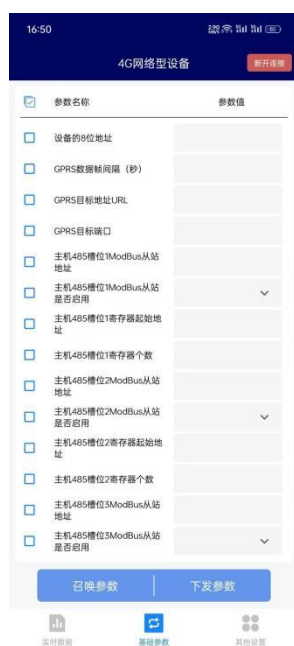 16:50
4G网络型设备
断开连接
参数名称 参数值
设备的8位地址
GPRS数据帧间隔（秒）
GPRS目标地址URL
GPRS目标端口
主机485槽位1ModBus从站
地址
主机485槽位1ModBus从站
是否启用
主机485槽位1寄存器起始地
址
主机485槽位1寄存器个数
主机485槽位2ModBus从站
地址
主机485槽位2ModBus从站
是否启用
主机485槽位2寄存器起始地
址
主机485槽位2寄存器个数
主机485槽位3ModBus从站
地址
主机485槽位3ModBus从站
是否启用
召唤参数 下发参数
实时数据 基础参数 其他设置